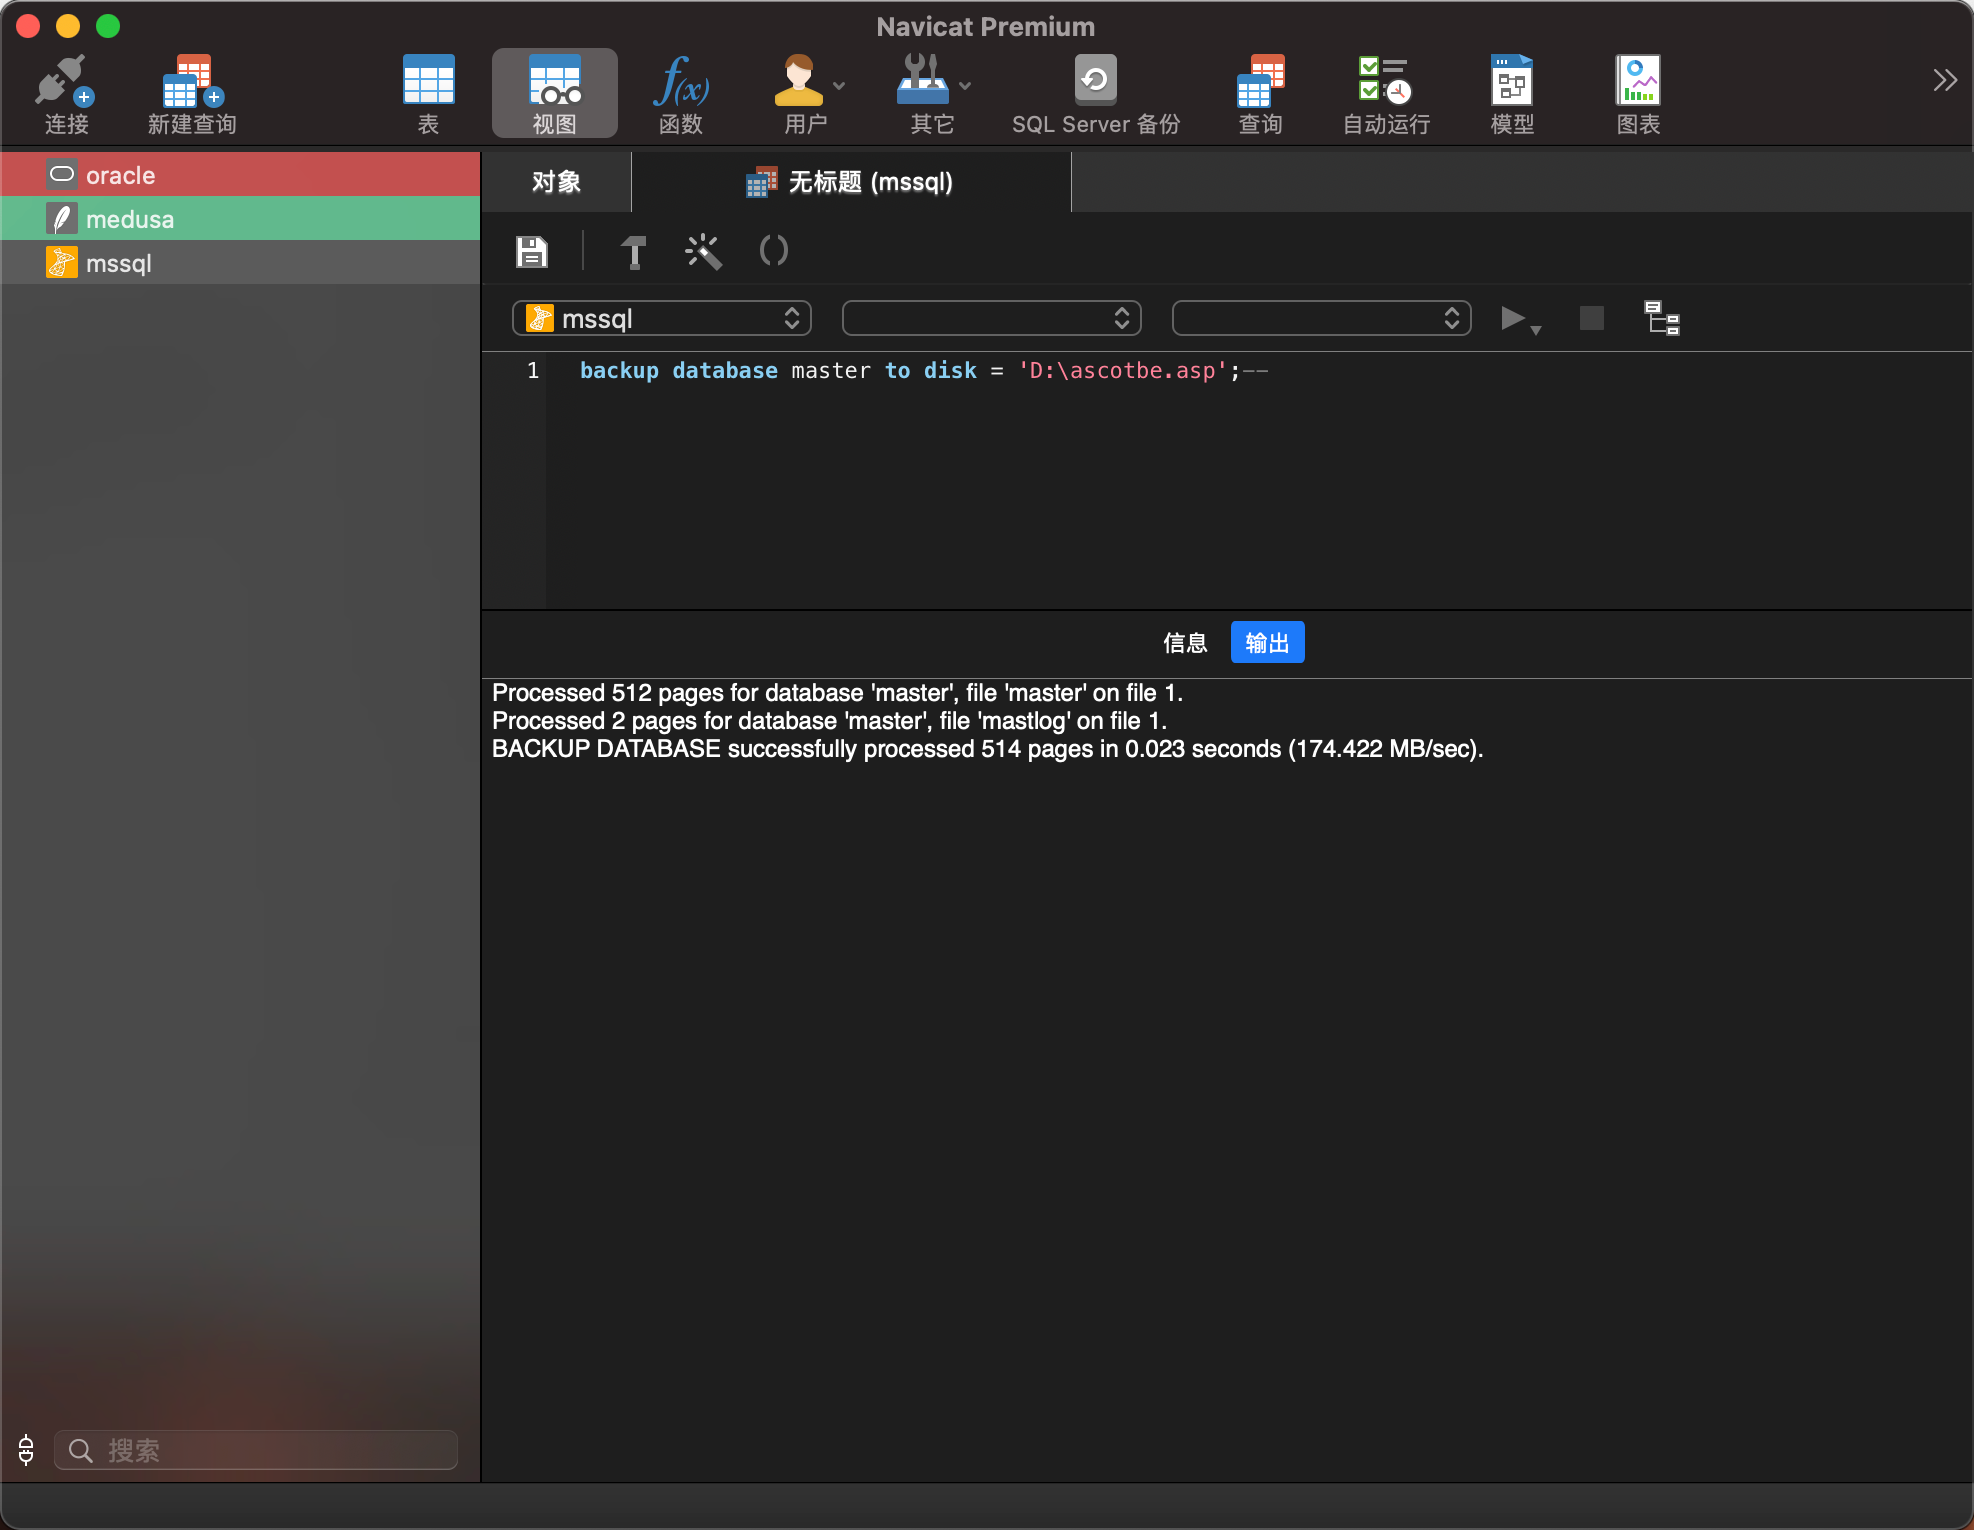 Navicat Premium
连接
新建查询
表
视图
函数
用户
其它
SQL Server 备份
查询
自动运行
模型
图表
oracle
medusa
mssql
对象
无标题 (mssql)
mssql
1 backup database master to disk = 'D:\ascotbe.asp';--
信息
输出
Processed 512 pages for database 'master', file 'master' on file 1.
Processed 2 pages for database 'master', file 'mastlog' on file 1.
BACKUP DATABASE successfully processed 514 pages in 0.023 seconds (174.422 MB/sec).
搜索